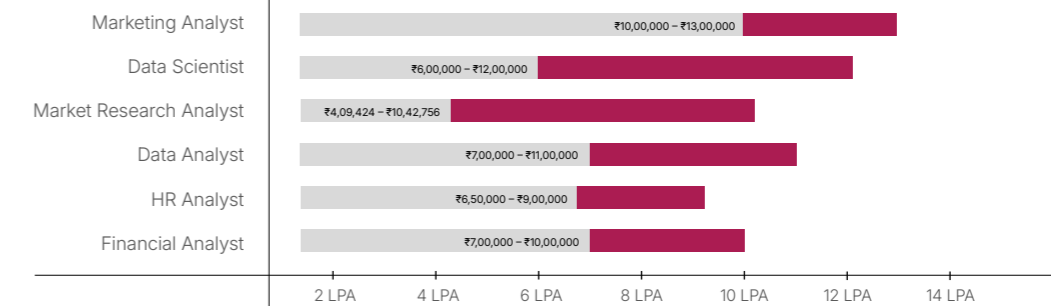 Marketing Analyst ₹10,00,000 – ₹13,00,000
Data Scientist ₹6,00,000 – ₹12,00,000
Market Research Analyst ₹4,09,424 – ₹10,42,756
Data Analyst ₹7,00,000 – ₹11,00,000
HR Analyst ₹6,50,000 – ₹9,00,000
Financial Analyst ₹7,00,000 – ₹10,00,000
2 LPA 4 LPA 6 LPA 8 LPA 10 LPA 12 LPA 14 LPA